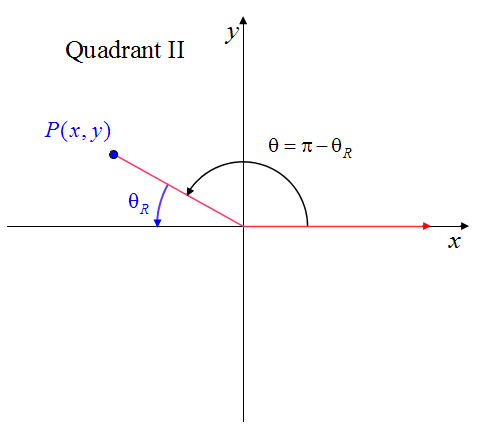 Quadrant II
y
P(x, y)
θ = π − θ_R
θ_R
x